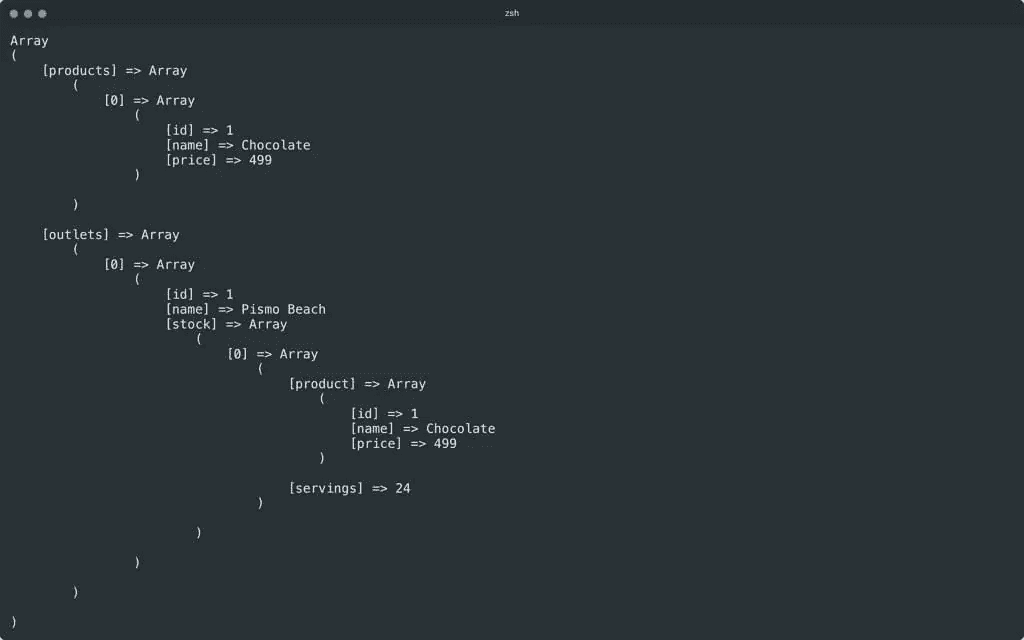 zsh
Array
(
    [products] => Array
        (
            [0] => Array
                (
                    [id] => 1
                    [name] => Chocolate
                    [price] => 499
                )

        )

    [outlets] => Array
        (
            [0] => Array
                (
                    [id] => 1
                    [name] => Pismo Beach
                    [stock] => Array
                        (
                            [0] => Array
                                (
                                    [product] => Array
                                        (
                                            [id] => 1
                                            [name] => Chocolate
                                            [price] => 499
                                        )

                                    [servings] => 24
                                )

                        )

                )

        )

)